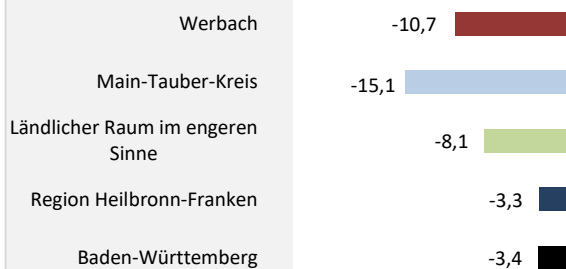 Werbach -10,7
Main-Tauber-Kreis -15,1
Ländlicher Raum im engeren
Sinne -8,1
Region Heilbronn-Franken -3,3
Baden-Württemberg -3,4